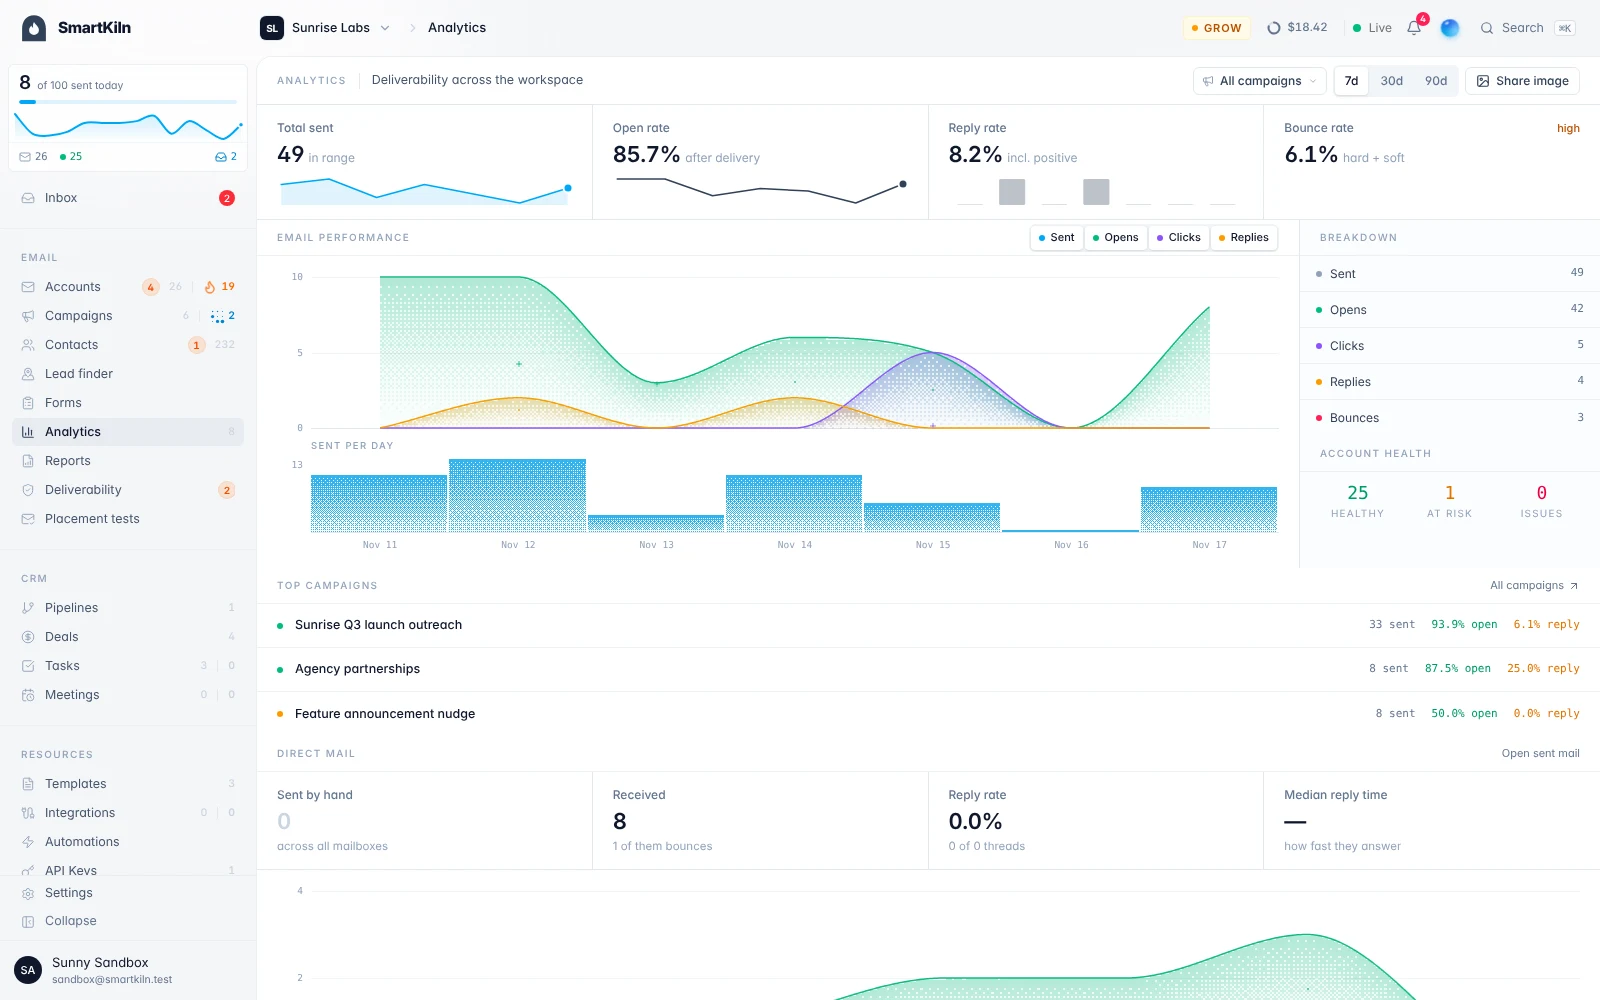 SmartKiln
SL Sunrise Labs
Analytics
GROW
$18.42
Live
4
Search
⌘K
8 of 100 sent today
26
25
2
Inbox
2
EMAIL
Accounts
4 26 19
Campaigns
6 2
Contacts
1 232
Lead finder
Forms
Analytics
8
Reports
Deliverability
2
Placement tests
CRM
Pipelines
1
Deals
4
Tasks
3 0
Meetings
0 0
RESOURCES
Templates
3
Integrations
0 0
Automations
API Keys
1
Settings
Collapse
SA
Sunny Sandbox
sandbox@smartkiln.test
ANALYTICS
Deliverability across the workspace
All campaigns
7d 30d 90d
Share image
Total sent
49 in range
Open rate
85.7% after delivery
Reply rate
8.2% incl. positive
Bounce rate
high
6.1% hard + soft
EMAIL PERFORMANCE
Sent Opens Clicks Replies
10
5
0
SENT PER DAY
13
Nov 11 Nov 12 Nov 13 Nov 14 Nov 15 Nov 16 Nov 17
BREAKDOWN
Sent 49
Opens 42
Clicks 5
Replies 4
Bounces 3
ACCOUNT HEALTH
25 1 0
HEALTHY AT RISK ISSUES
TOP CAMPAIGNS
All campaigns
Sunrise Q3 launch outreach
33 sent 93.9% open 6.1% reply
Agency partnerships
8 sent 87.5% open 25.0% reply
Feature announcement nudge
8 sent 50.0% open 0.0% reply
DIRECT MAIL
Open sent mail
Sent by hand
0
across all mailboxes
Received
8
1 of them bounces
Reply rate
0.0%
0 of 0 threads
Median reply time
—
how fast they answer
4
2